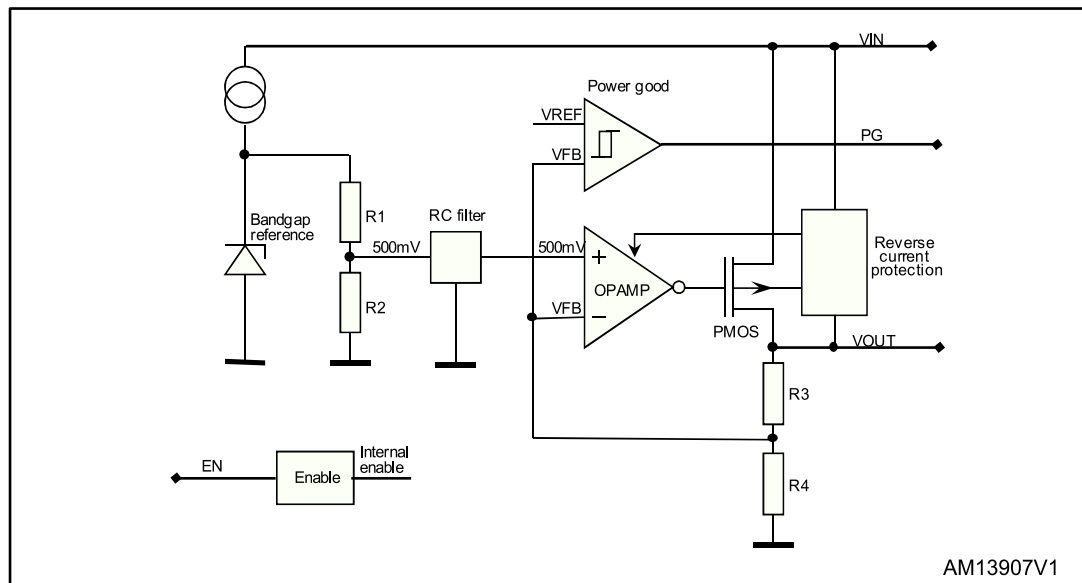 VIN
Power good
VREF
PG
VFB
R1
RC filter
Bandgap
reference
500mV
500mV
+
Reverse
current
protection
OPAMP
R2
VFB
−
PMOS
VOUT
R3
EN
Internal
enable
Enable
R4
AM13907V1